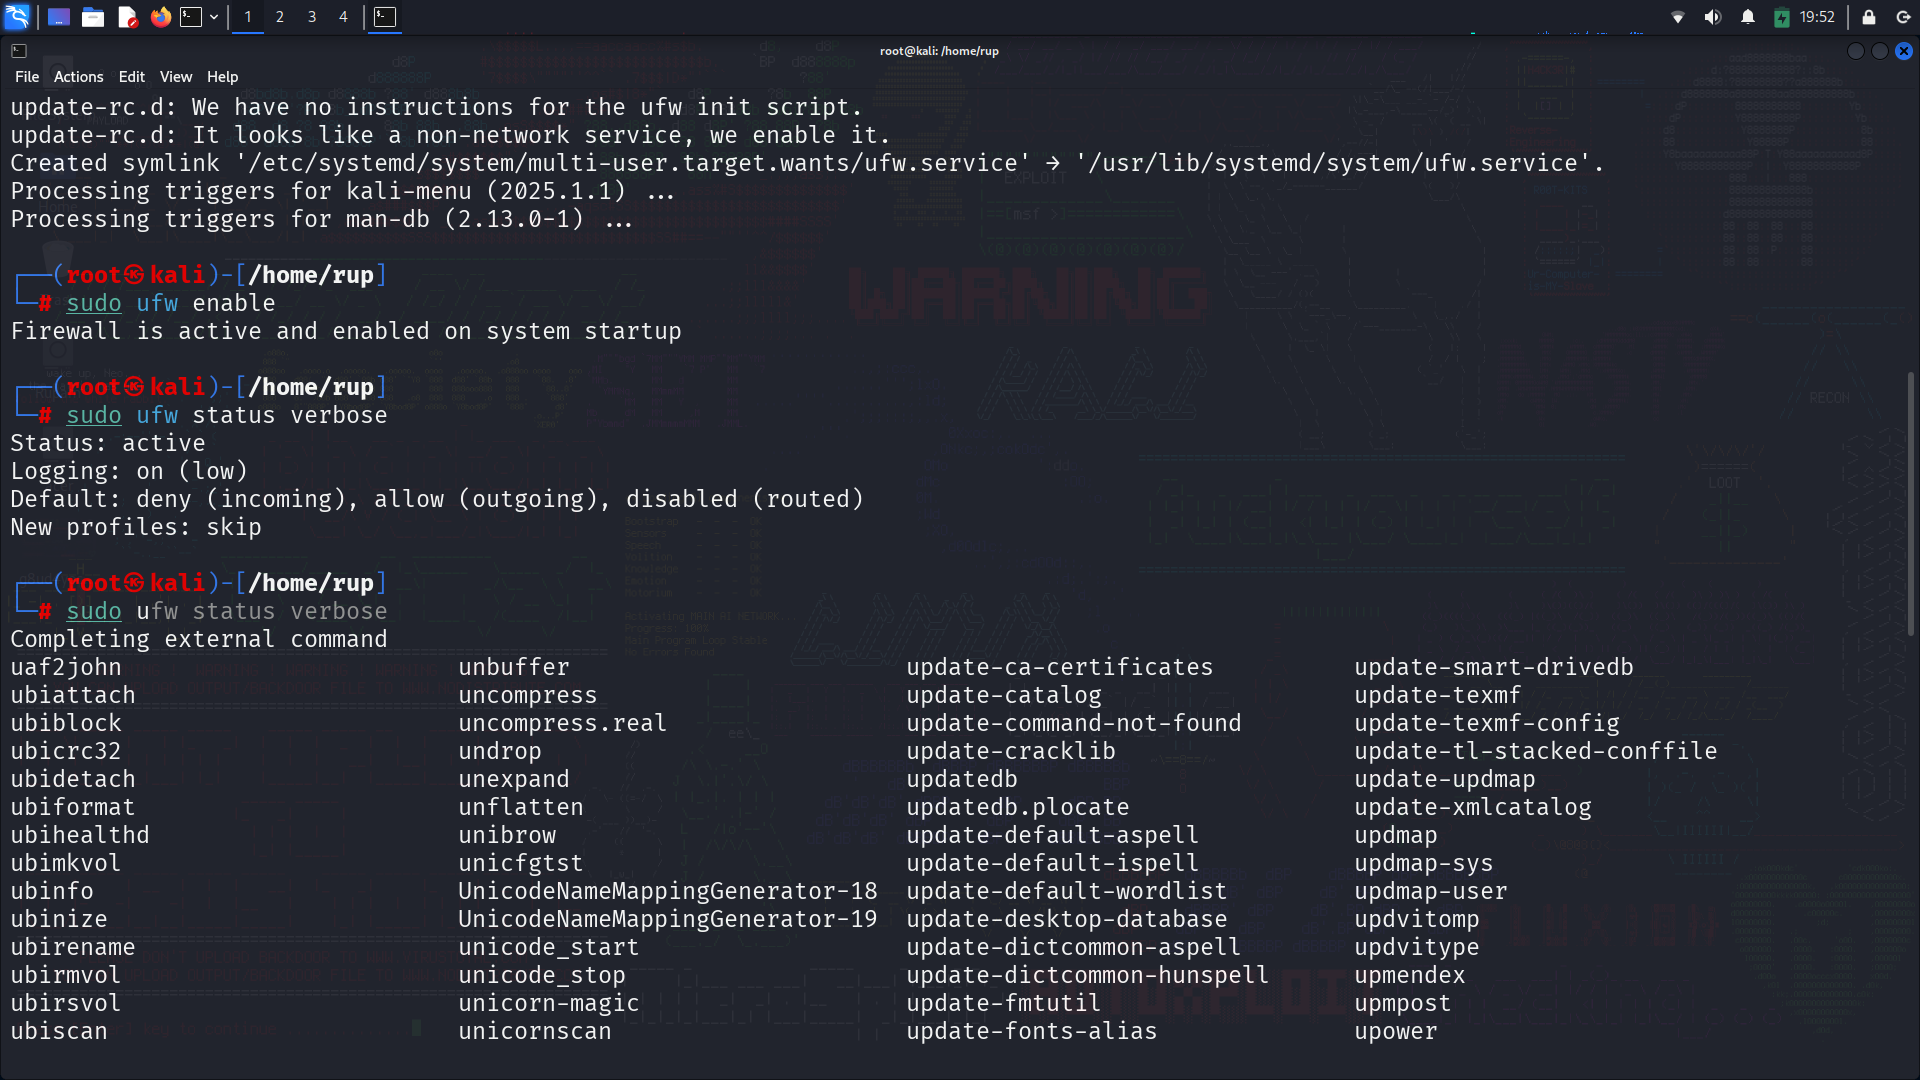 1 2 3 4 19:52
root@kali: /home/rup
File Actions Edit View Help
update-rc.d: We have no instructions for the ufw init script.
update-rc.d: It looks like a non-network service, we enable it.
Created symlink '/etc/systemd/system/multi-user.target.wants/ufw.service' → '/usr/lib/systemd/system/ufw.service'.
Processing triggers for kali-menu (2025.1.1) ...
Processing triggers for man-db (2.13.0-1) ...
┌──(root㉿kali)-[/home/rup]
└─# sudo ufw enable
Firewall is active and enabled on system startup
┌──(root㉿kali)-[/home/rup]
└─# sudo ufw status verbose
Status: active
Logging: on (low)
Default: deny (incoming), allow (outgoing), disabled (routed)
New profiles: skip
┌──(root㉿kali)-[/home/rup]
└─# sudo ufw status verbose
Completing external command
uaf2john unbuffer update-ca-certificates update-smart-drivedb
ubiattach uncompress update-catalog update-texmf
ubiblock uncompress.real update-command-not-found update-texmf-config
ubicrc32 undrop update-cracklib update-tl-stacked-conffile
ubidetach unexpand updatedb update-updmap
ubiformat unflatten updatedb.plocate update-xmlcatalog
ubihealthd unibrow update-default-aspell updmap
ubimkvol unicfgtst update-default-ispell updmap-sys
ubinfo UnicodeNameMappingGenerator-18 update-default-wordlist updmap-user
ubinize UnicodeNameMappingGenerator-19 update-desktop-database updvitomp
ubirename unicode_start update-dictcommon-aspell updvitype
ubirmvol unicode_stop update-dictcommon-hunspell upmendex
ubirsvol unicorn-magic update-fmtutil upmpost
ubiscan unicornscan update-fonts-alias upower
WARNING
EXPLOIT
RECON
LOOT